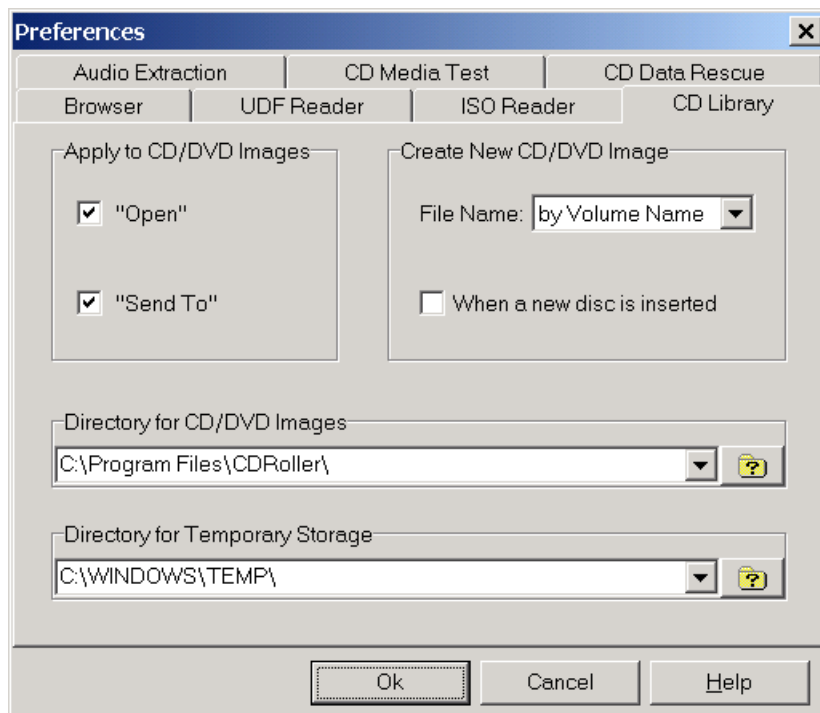 Preferences
Audio Extraction CD Media Test CD Data Rescue
Browser UDF Reader ISO Reader CD Library
Apply to CD/DVD Images
"Open"
"Send To"
Create New CD/DVD Image
File Name: by Volume Name
When a new disc is inserted
Directory for CD/DVD Images
C:\Program Files\CDRoller\
Directory for Temporary Storage
C:\WINDOWS\TEMP\
Ok Cancel Help